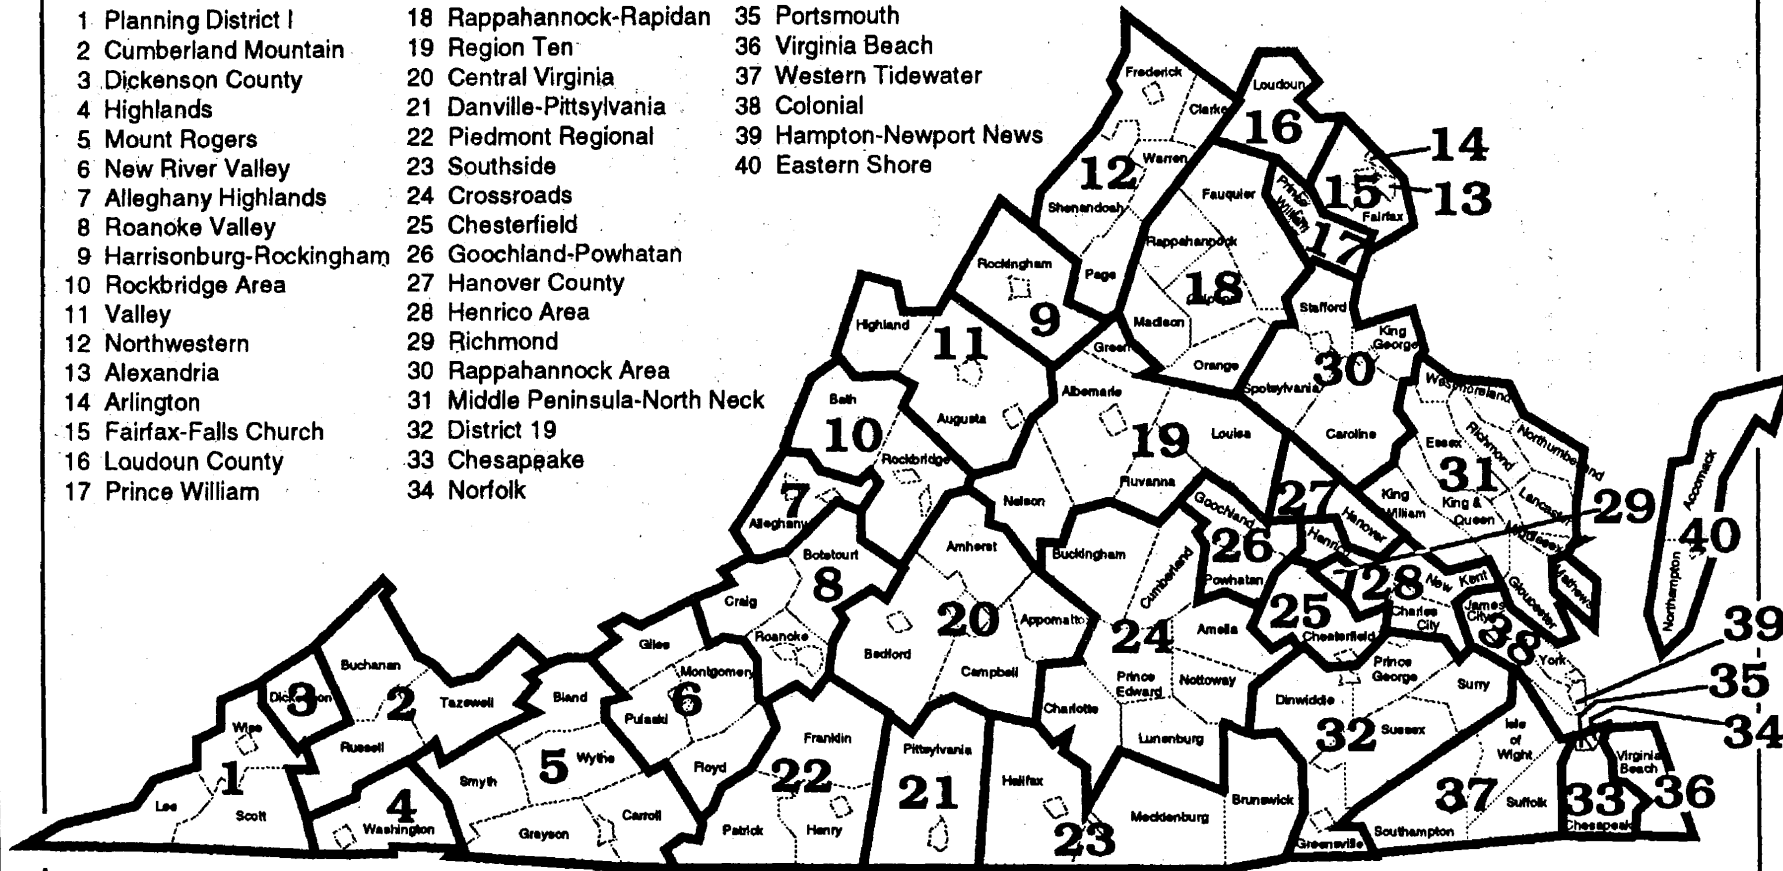 1 Planning District I
2 Cumberland Mountain
3 Dickenson County
4 Highlands
5 Mount Rogers
6 New River Valley
7 Alleghany Highlands
8 Roanoke Valley
9 Harrisonburg-Rockingham
10 Rockbridge Area
11 Valley
12 Northwestern
13 Alexandria
14 Arlington
15 Fairfax-Falls Church
16 Loudoun County
17 Prince William
18 Rappahannock-Rapidan
19 Region Ten
20 Central Virginia
21 Danville-Pittsylvania
22 Piedmont Regional
23 Southside
24 Crossroads
25 Chesterfield
26 Goochland-Powhatan
27 Hanover County
28 Henrico Area
29 Richmond
30 Rappahannock Area
31 Middle Peninsula-North Neck
32 District 19
33 Chesapeake
34 Norfolk
35 Portsmouth
36 Virginia Beach
37 Western Tidewater
38 Colonial
39 Hampton-Newport News
40 Eastern Shore
Frederick
Clarke
Loudoun
16
14
12
Warren
15
13
Fairfax
Fauquier
Prince
William
17
Shenandoah
Rappahannock
18
Rockingham
Page
9
Madison
Stafford
King
George
Highland
11
Green
Orange
30
Spotsylvania
Westmoreland
Bath
Augusta
Albemarle
10
19
Louisa
Caroline
Essex
Richmond
Northumberland
Rockbridge
31
7
Alleghany
Nelson
Fluvanna
27
King
William
King &
Queen
Lancaster
29
Accomack
Goochland
Hanover
Middlesex
40
Botetourt
Amherst
Buckingham
26
Henrico
Powhatan
Cumberland
28
New
Kent
Gloucester
Mathews
Northampton
Craig
8
20
Appomatto
24
25
Charles
City
James
City
38
Roanoke
Amelia
Chesterfield
39
Giles
Bedford
Campbell
York
Buchanan
Montgomery
Prince
Edward
Nottoway
Prince
George
Surry
35
3
2
Tazewell
Bland
6
Pulaski
Charlotte
Dinwiddie
34
Wise
Russell
Franklin
Pittsylvania
Lunenburg
32
Sussex
Isle
of
Wight
1
5
Wythe
Floyd
22
21
Halifax
Virginia
Beach
Smyth
Lee
Scott
4
Washington
Grayson
Carroll
Patrick
Henry
23
Mecklenburg
Brunswick
37
Suffolk
33
36
Chesapeake
Southampton
Greensville